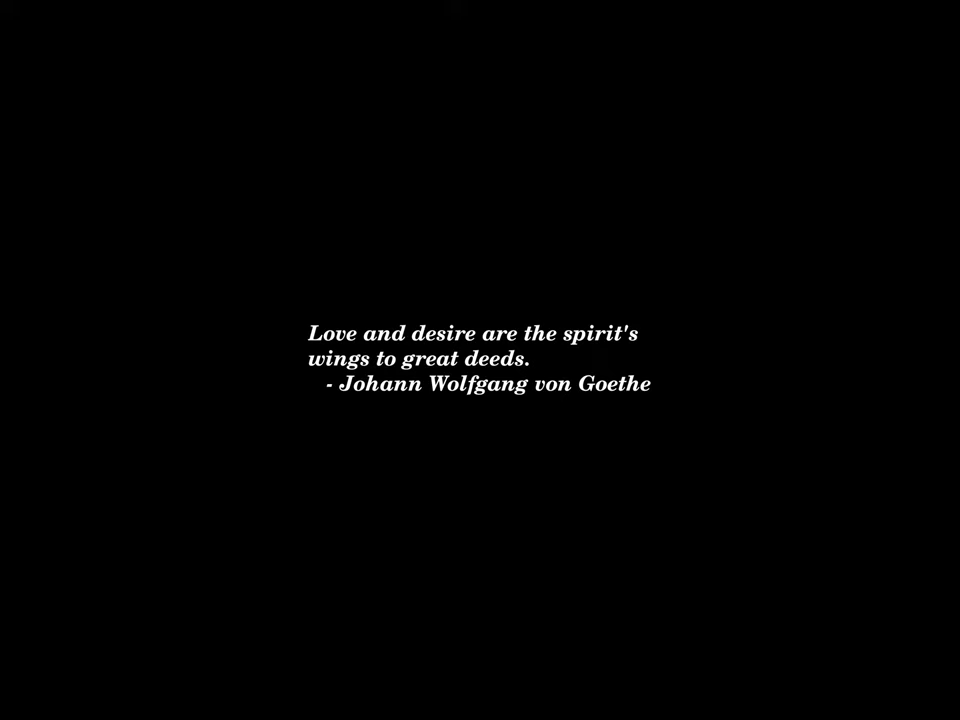 Love and desire are the spirit's
wings to great deeds.
- Johann Wolfgang von Goethe